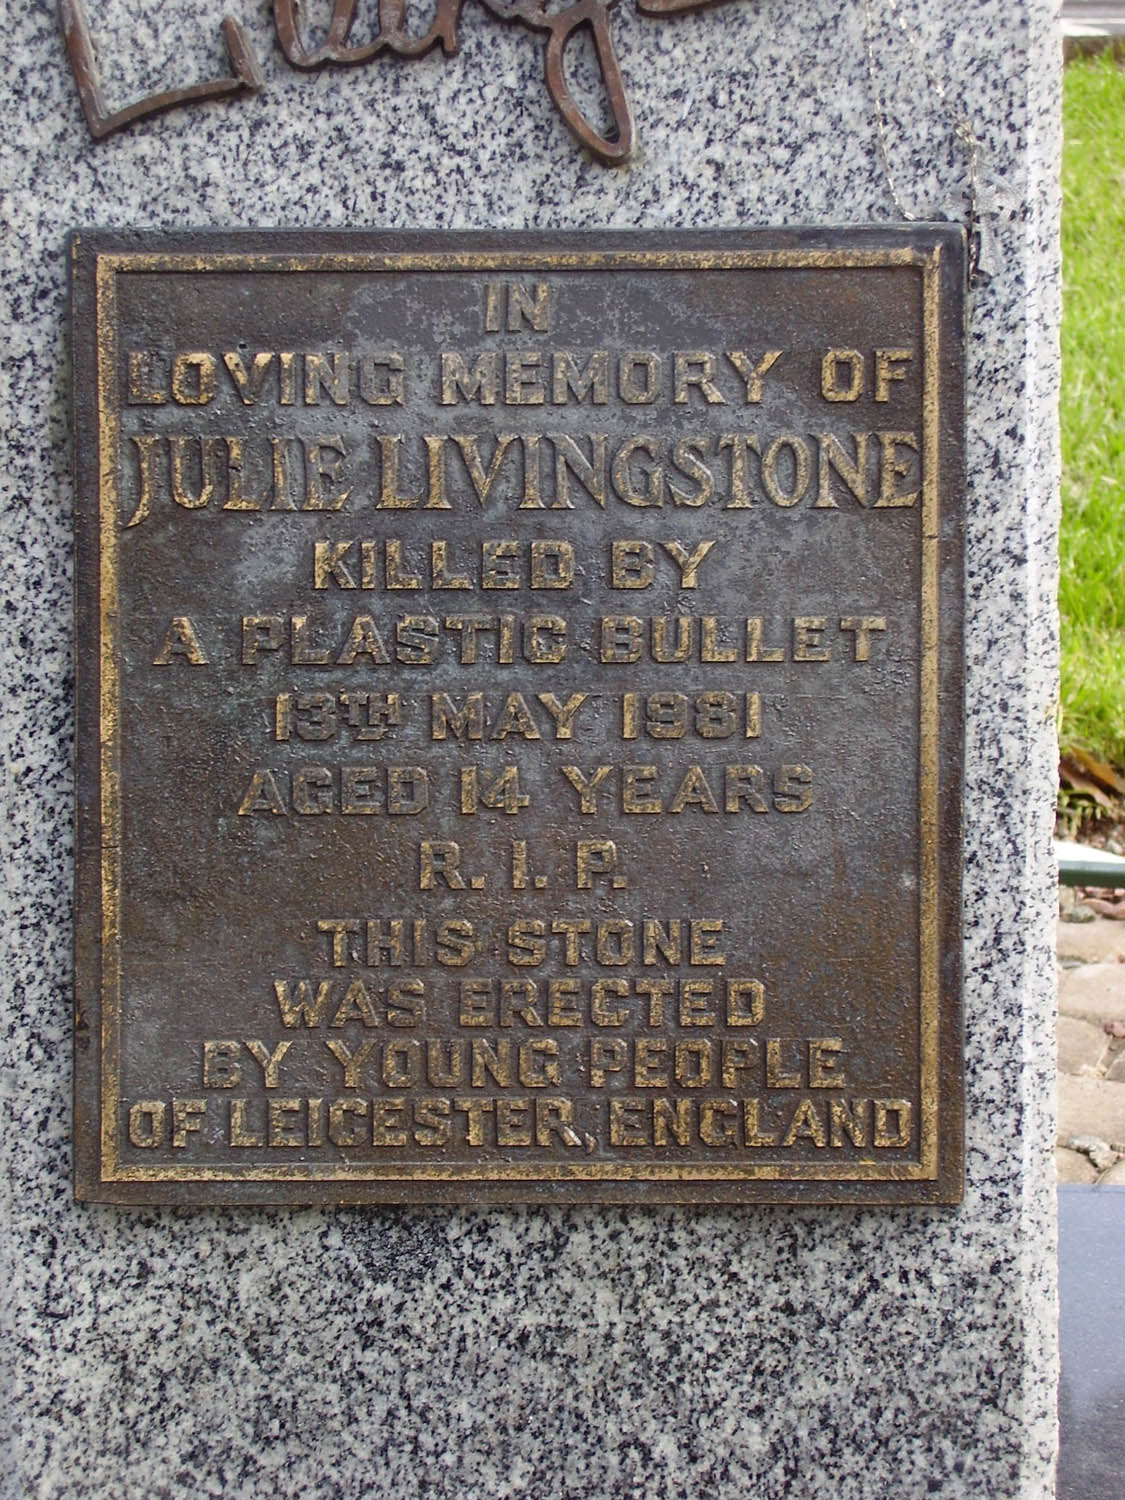 Livingstone
IN
LOVING MEMORY OF
JULIE LIVINGSTONE
KILLED BY
A PLASTIC BULLET
13TH MAY 1981
AGED 14 YEARS
R. I. P.
THIS STONE
WAS ERECTED
BY YOUNG PEOPLE
OF LEICESTER, ENGLAND